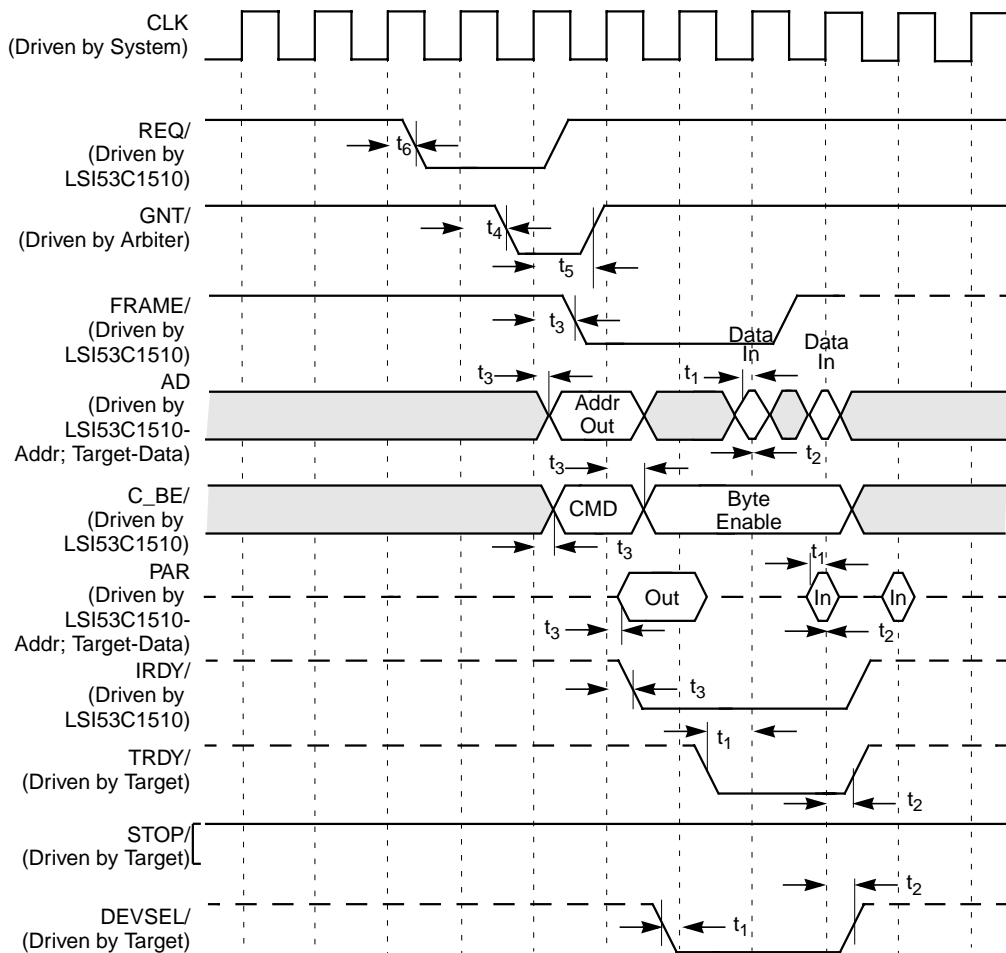 CLK
(Driven by System)
REQ/
(Driven by
LSI53C1510)
t6
GNT/
(Driven by Arbiter)
t4
t5
FRAME/
(Driven by
LSI53C1510)
t3
Data
In
Data
In
AD
(Driven by
LSI53C1510-
Addr; Target-Data)
t3
Addr
Out
t1
t2
C_BE/
(Driven by
LSI53C1510)
t3
CMD
Byte
Enable
t3
PAR
(Driven by
LSI53C1510-
Addr; Target-Data)
t3
Out
t1
In
In
t2
IRDY/
(Driven by
LSI53C1510)
t3
TRDY/
(Driven by Target)
t1
t2
STOP/
(Driven by Target)
DEVSEL/
(Driven by Target)
t1
t2